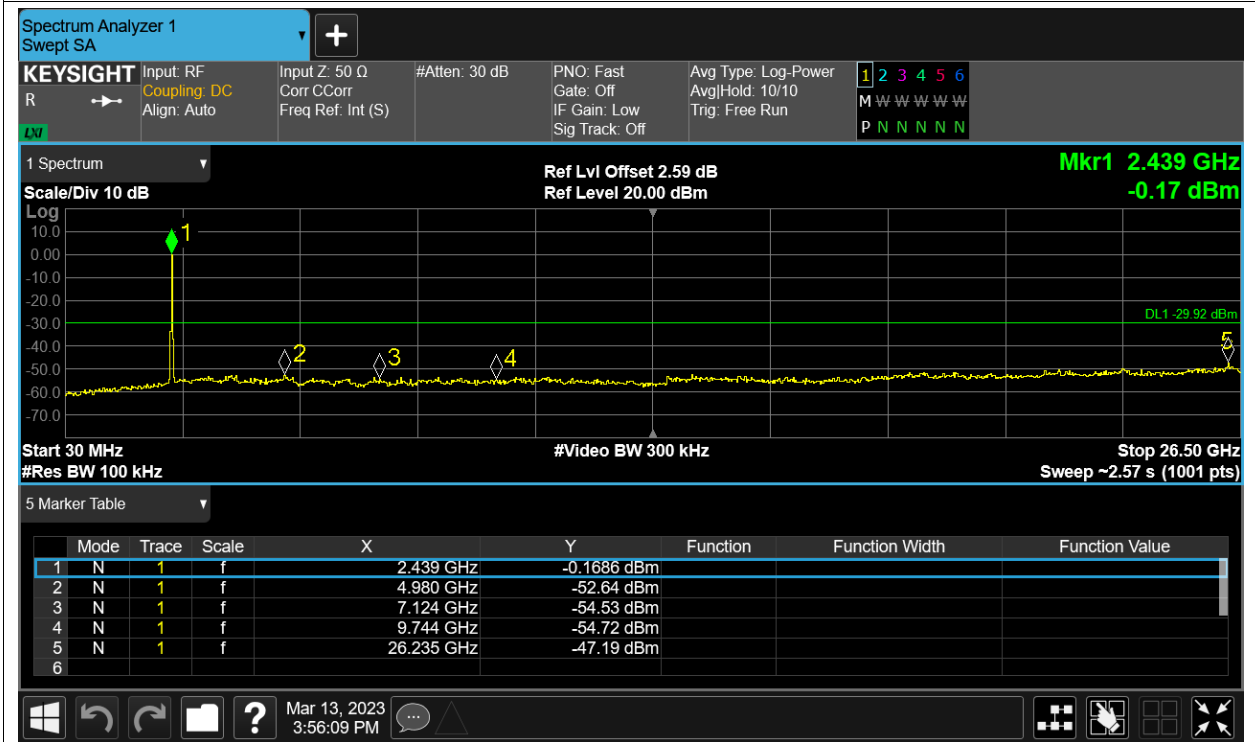 Spectrum Analyzer 1
Swept SA
+
KEYSIGHT Input: RF Input Z: 50 Ω #Atten: 30 dB PNO: Fast Avg Type: Log-Power 1 2 3 4 5 6
R Coupling: DC Corr CCorr Gate: Off Avg|Hold: 10/10 M W W W W W
Align: Auto Freq Ref: Int (S) IF Gain: Low Trig: Free Run
LXI Sig Track: Off P N N N N N
1 Spectrum Ref Lvl Offset 2.59 dB Mkr1 2.439 GHz
Scale/Div 10 dB Ref Level 20.00 dBm -0.17 dBm
Log
10.0 1
0.00
-10.0
-20.0
DL1 -29.92 dBm
-30.0
-40.0 2 3 4 5
-50.0
-60.0
-70.0
Start 30 MHz #Video BW 300 kHz Stop 26.50 GHz
#Res BW 100 kHz Sweep ~2.57 s (1001 pts)
5 Marker Table
Mode Trace Scale X Y Function Function Width Function Value
1 N 1 f 2.439 GHz -0.1686 dBm
2 N 1 f 4.980 GHz -52.64 dBm
3 N 1 f 7.124 GHz -54.53 dBm
4 N 1 f 9.744 GHz -54.72 dBm
5 N 1 f 26.235 GHz -47.19 dBm
6
? Mar 13, 2023
3:56:09 PM